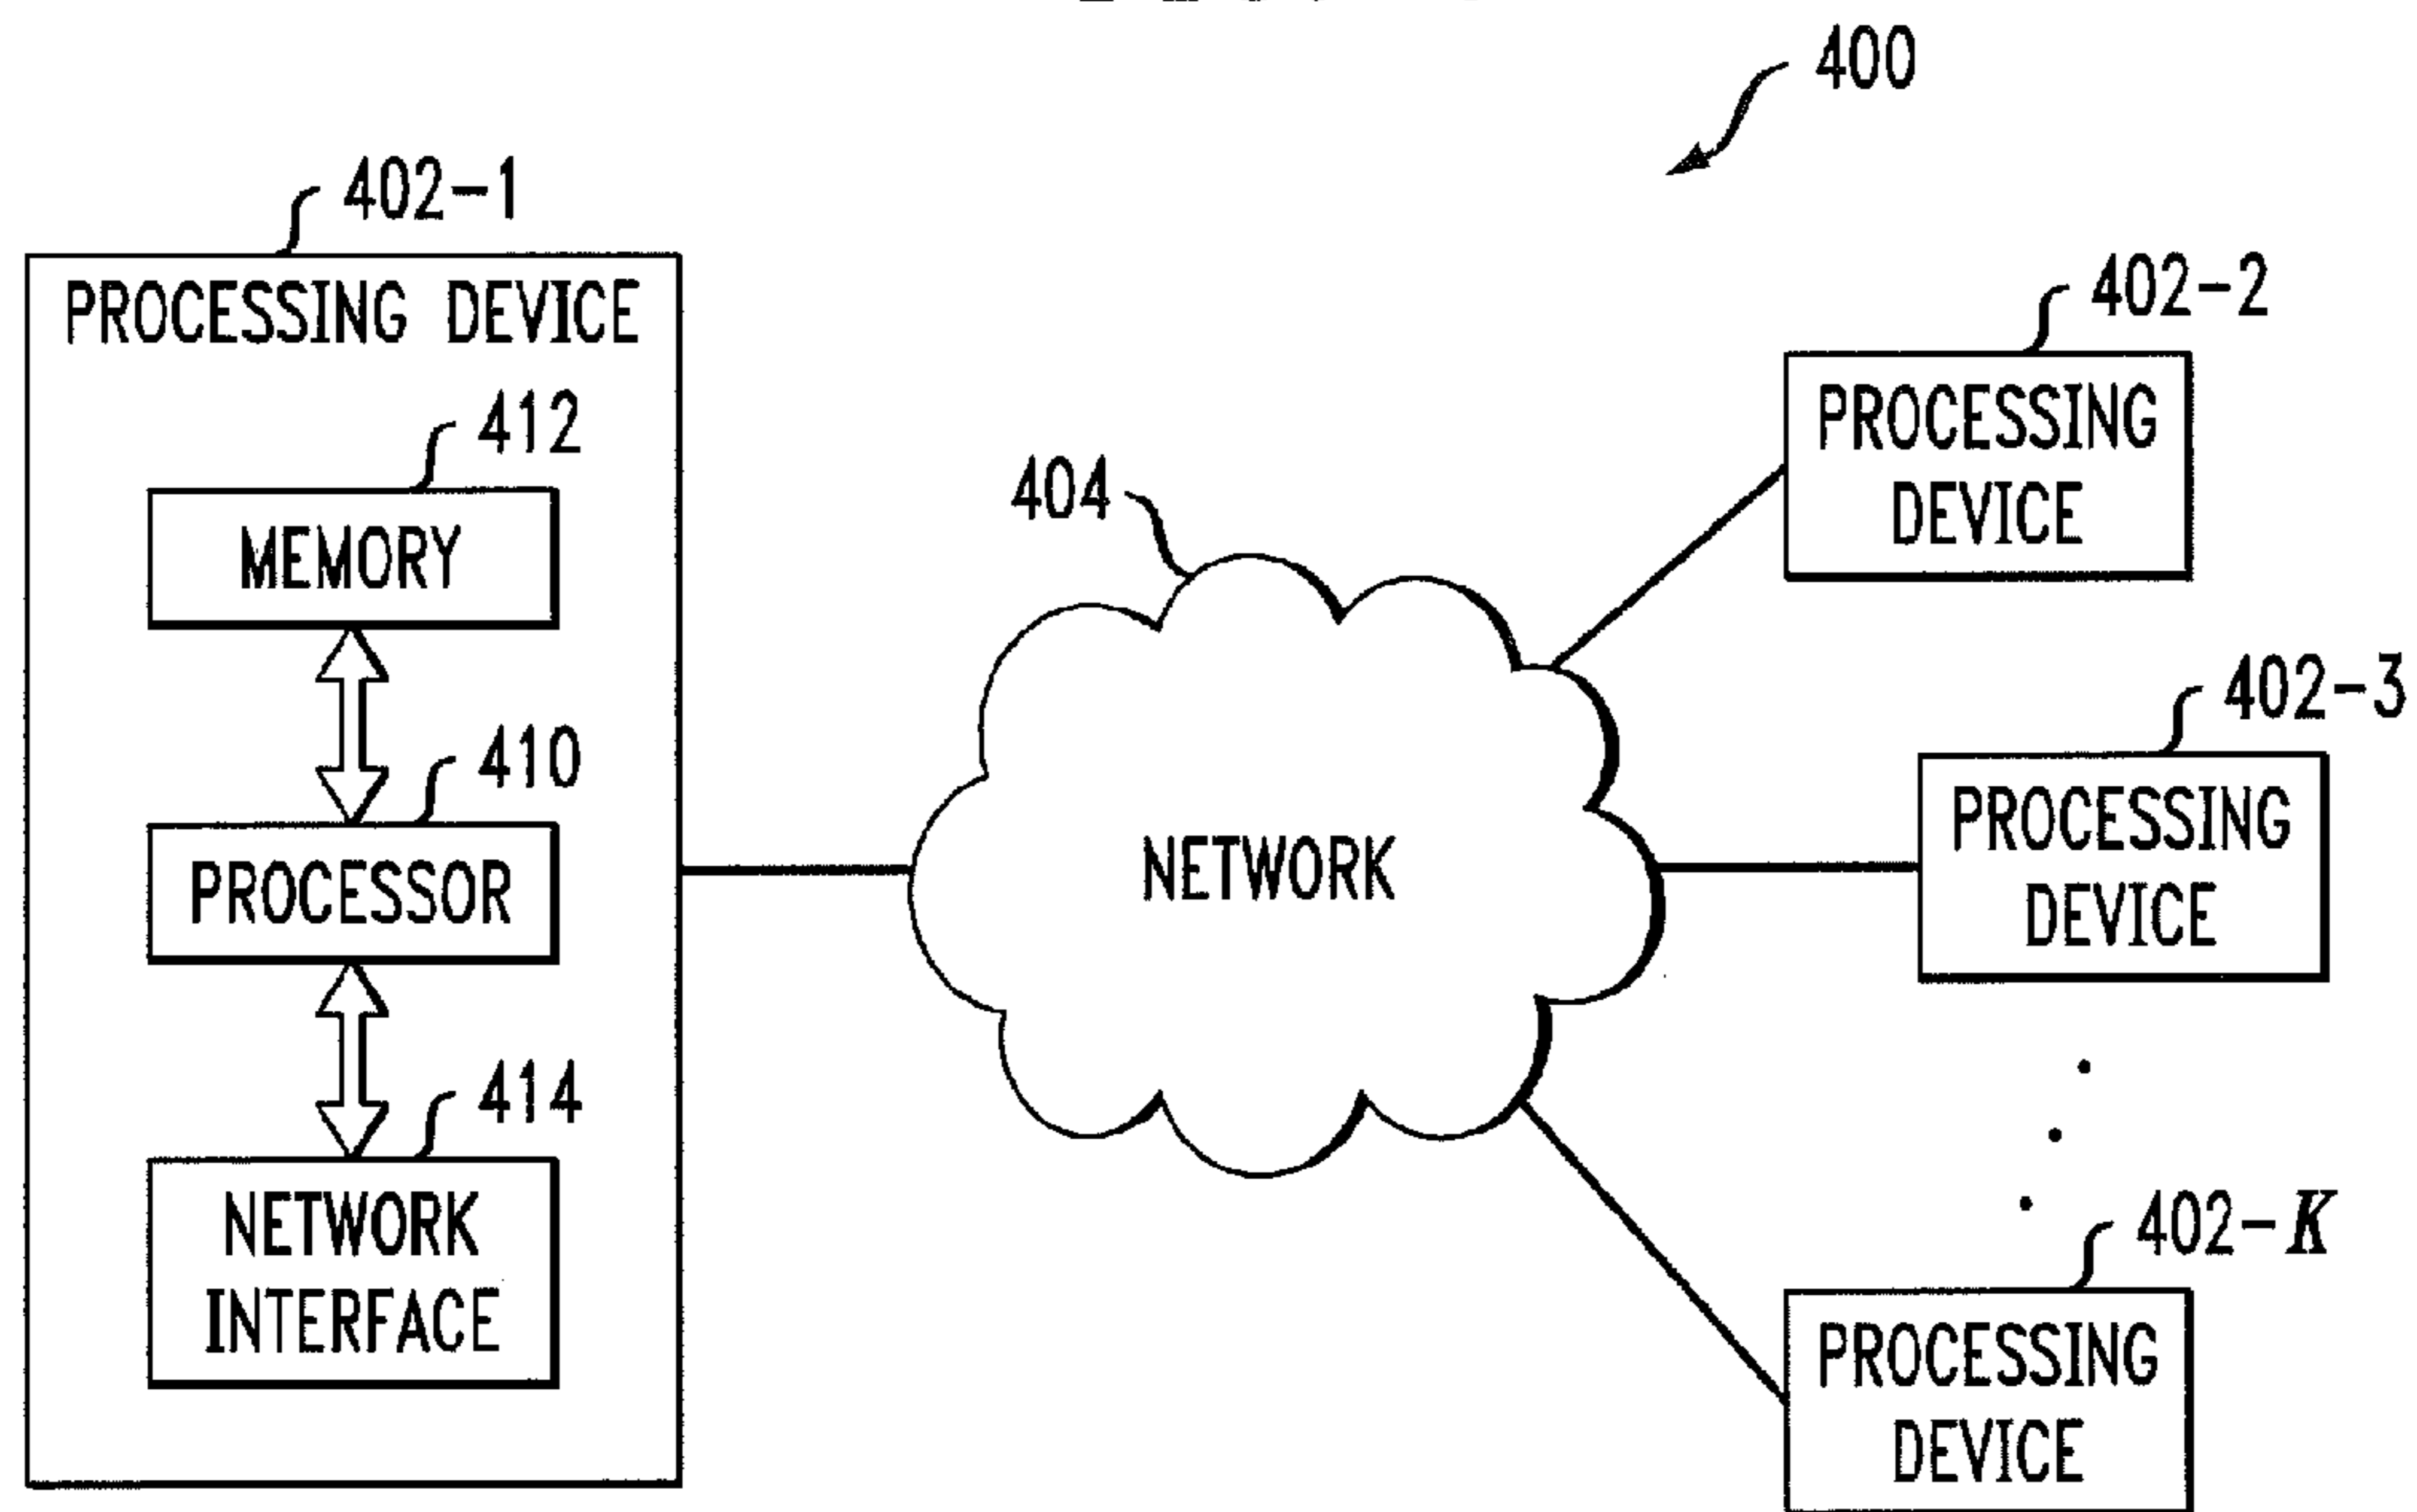 400
402-1
PROCESSING DEVICE
412
MEMORY
410
PROCESSOR
414
NETWORK
INTERFACE
404
NETWORK
402-2
PROCESSING
DEVICE
402-3
PROCESSING
DEVICE
402-K
PROCESSING
DEVICE